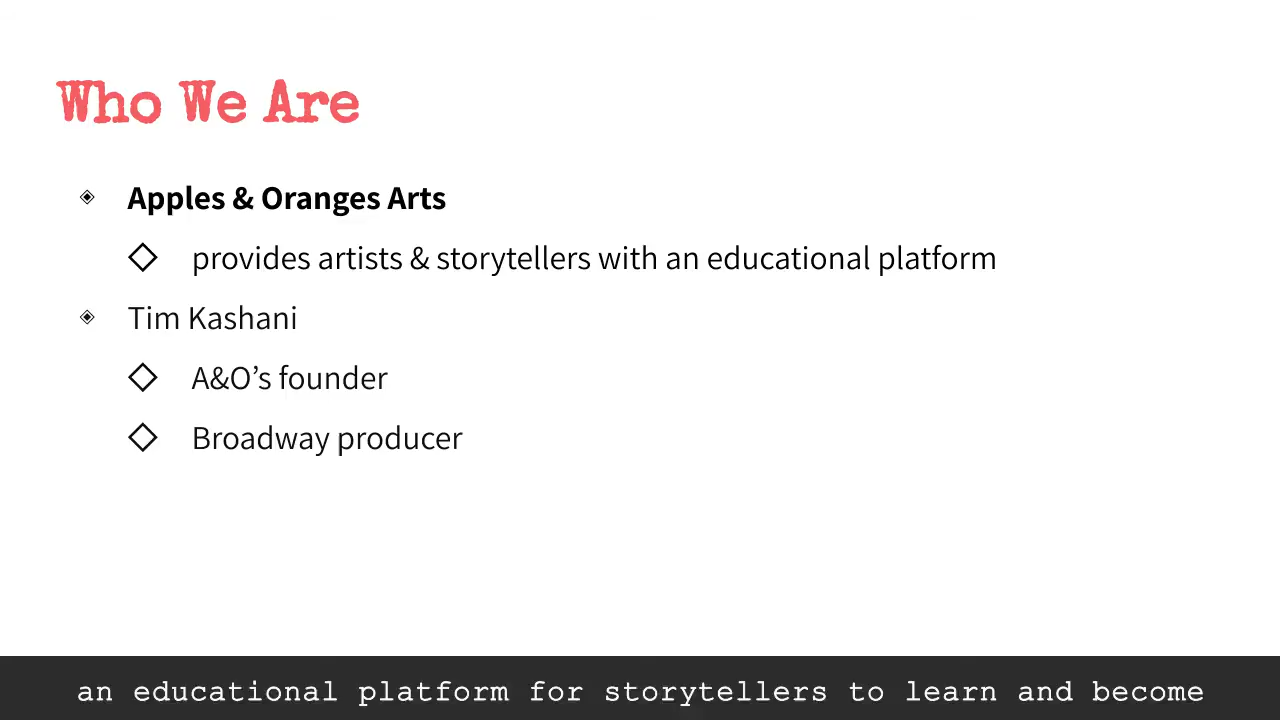 Who We Are
Apples & Oranges Arts
provides artists & storytellers with an educational platform
Tim Kashani
A&O’s founder
Broadway producer
an educational platform for storytellers to learn and become